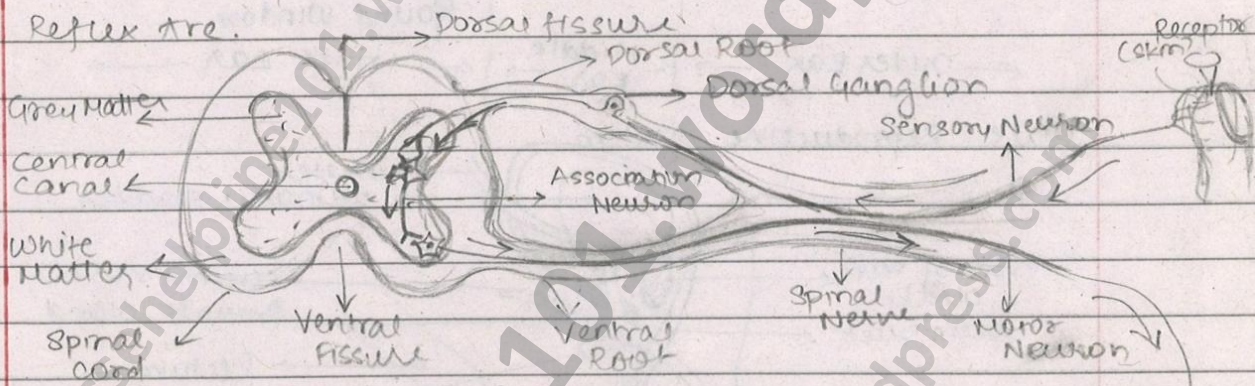 Reflex Arc.
Dorsal fissure
Dorsal Root
Receptor
(skin)
Grey Matter
Dorsal Ganglion
Sensory Neuron
Central
Canal
Association
Neuron
White
Matter
Spinal
Nerve
Motor
Neuron
Ventral
Fissure
Ventral
Root
Spinal
Cord